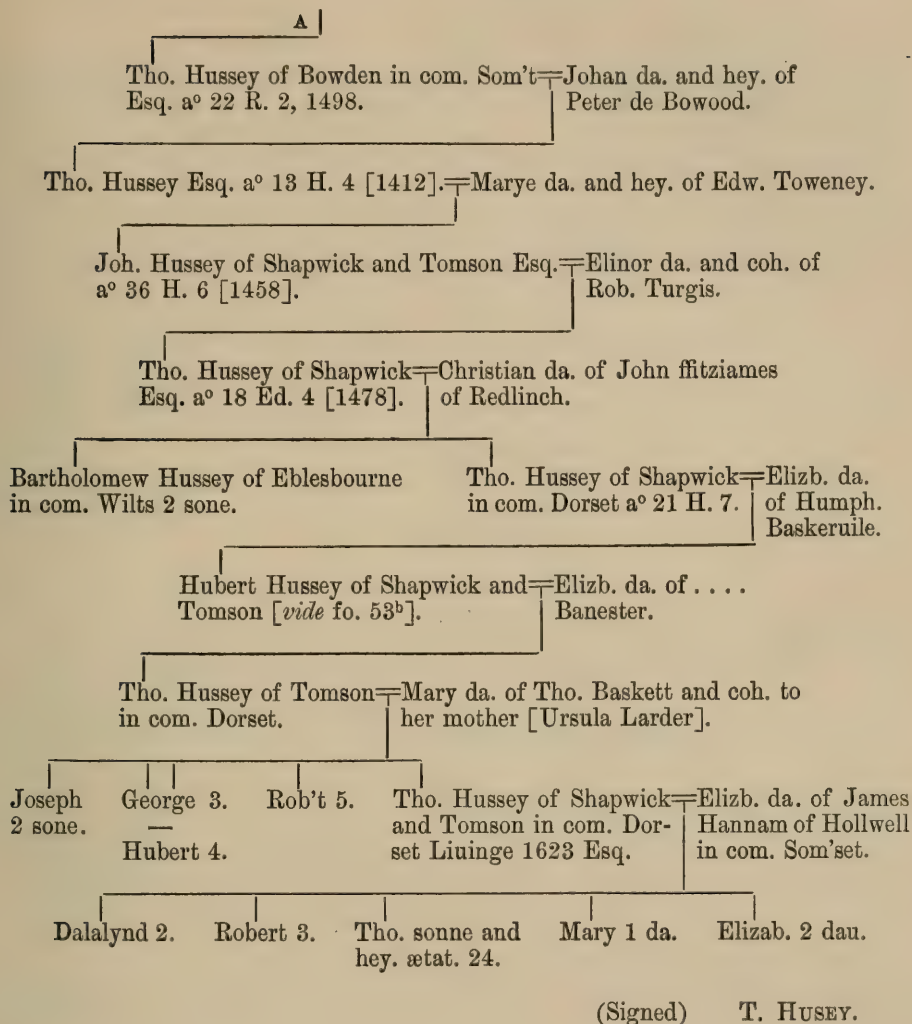 A
Tho. Hussey of Bowden in com. Som't
Esq. aº 22 R. 2, 1498.
Johan da. and hey. of
Peter de Bowood.
Tho. Hussey Esq. aº 13 H. 4 [1412].
Marye da. and hey. of Edw. Toweney.
Joh. Hussey of Shapwick and Tomson Esq.
aº 36 H. 6 [1458].
Elinor da. and coh. of
Rob. Turgis.
Tho. Hussey of Shapwick
Esq. aº 18 Ed. 4 [1478].
Christian da. of John ffitziames
of Redlinch.
Bartholomew Hussey of Eblesbourne
in com. Wilts 2 sone.
Tho. Hussey of Shapwick
in com. Dorset aº 21 H. 7.
Elizb. da.
of Humph.
Baskeruile.
Hubert Hussey of Shapwick and
Tomson [vide fo. 53ᵇ].
Elizb. da. of . . . .
Banester.
Tho. Hussey of Tomson
in com. Dorset.
Mary da. of Tho. Baskett and coh. to
her mother [Ursula Larder].
Joseph
2 sone.
George 3.
—
Hubert 4.
Rob't 5.
Tho. Hussey of Shapwick
and Tomson in com. Dor-
set Liuinge 1623 Esq.
Elizb. da. of James
Hannam of Hollwell
in com. Som'set.
Dalalynd 2.
Robert 3.
Tho. sonne and
hey. ætat. 24.
Mary 1 da.
Elizab. 2 dau.
(Signed) T. HUSEY.